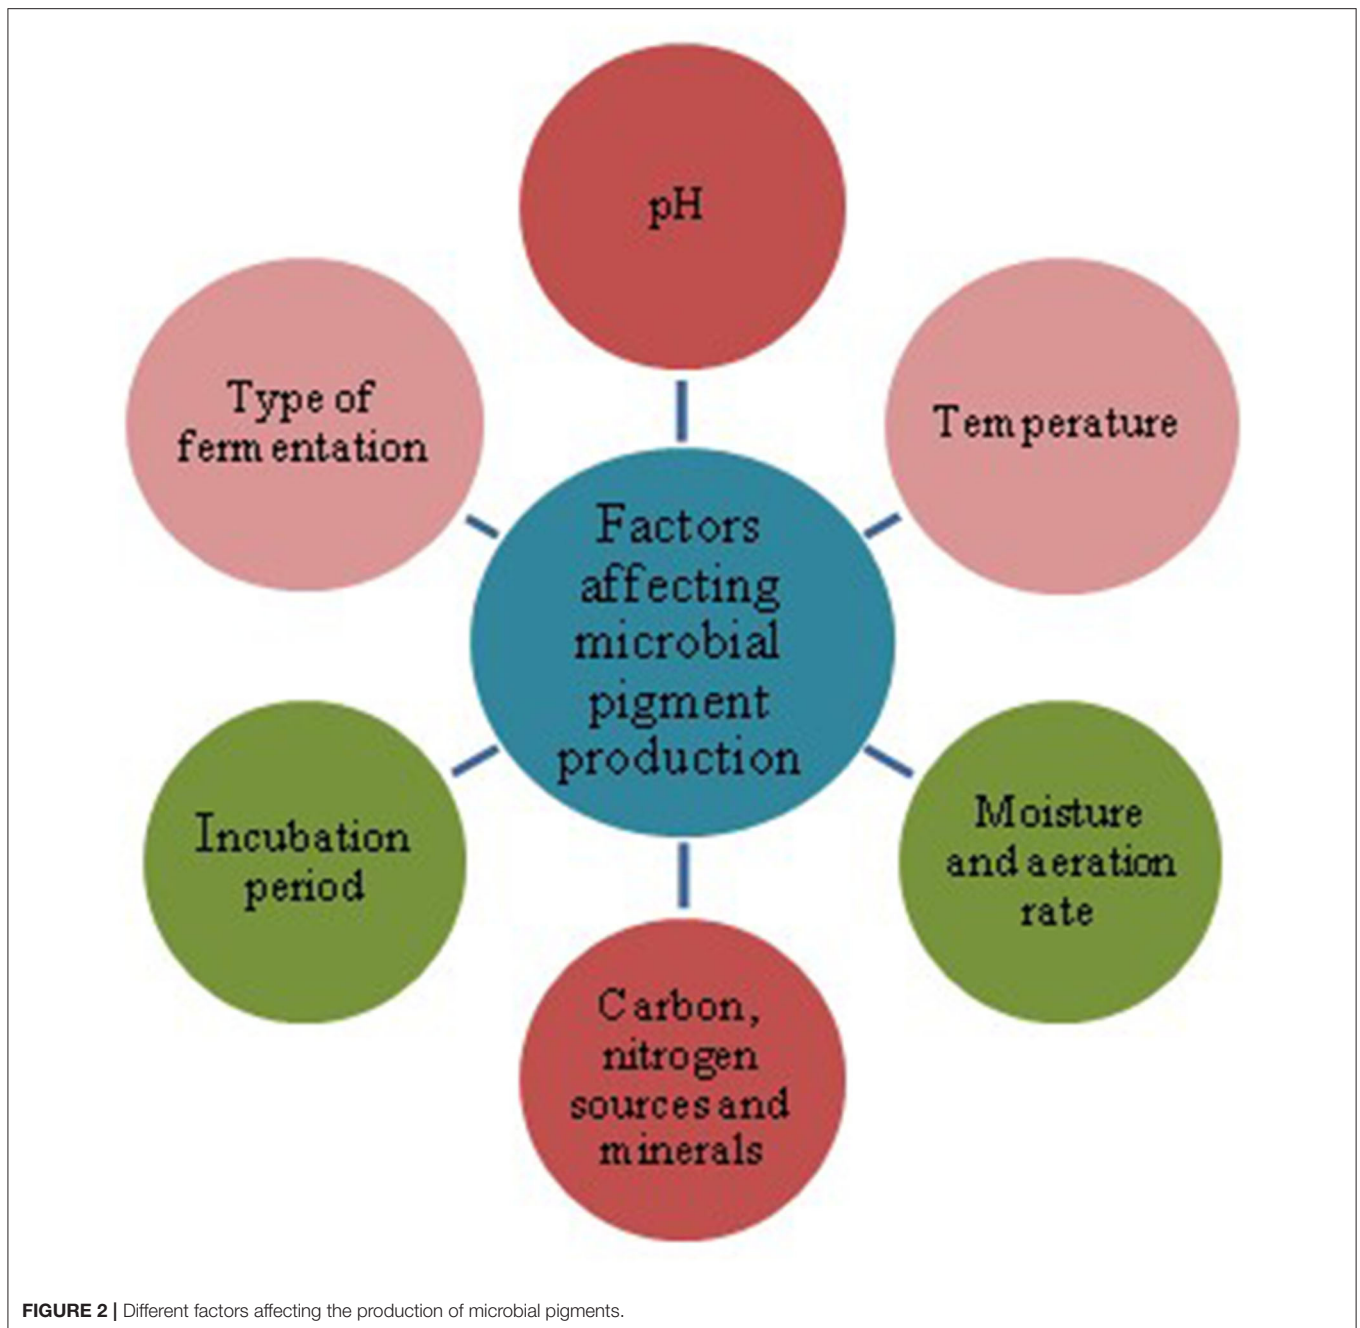 pH
Type of
fermentation
Temperature
Factors
affecting
microbial
pigment
production
Incubation
period
Moisture
and aeration
rate
Carbon,
nitrogen
sources and
minerals
FIGURE 2 | Different factors affecting the production of microbial pigments.